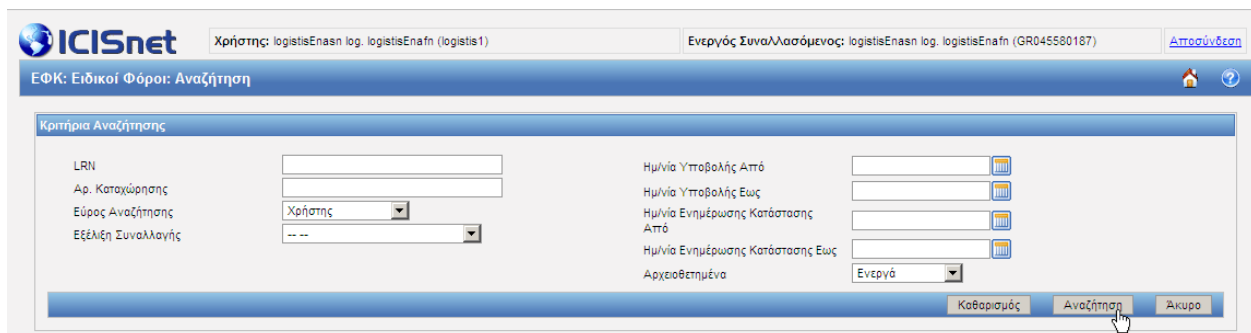 ICISnet Χρήστης: logistisEnasn log. logistisEnafn (logistis1) Ενεργός Συναλλασόμενος: logistisEnasn log. logistisEnafn (GR045580187) Αποσύνδεση
ΕΦΚ: Ειδικοί Φόροι: Αναζήτηση
Κριτήρια Αναζήτησης
LRN
Αρ. Καταχώρησης
Εύρος Αναζήτησης Χρήστης
Εξέλιξη Συναλλαγής -- --
Ημ/νία Υποβολής Από
Ημ/νία Υποβολής Εως
Ημ/νία Ενημέρωσης Κατάστασης
Από
Ημ/νία Ενημέρωσης Κατάστασης Εως
Αρχειοθετημένα Ενεργά
Καθαρισμός Αναζήτηση Άκυρο